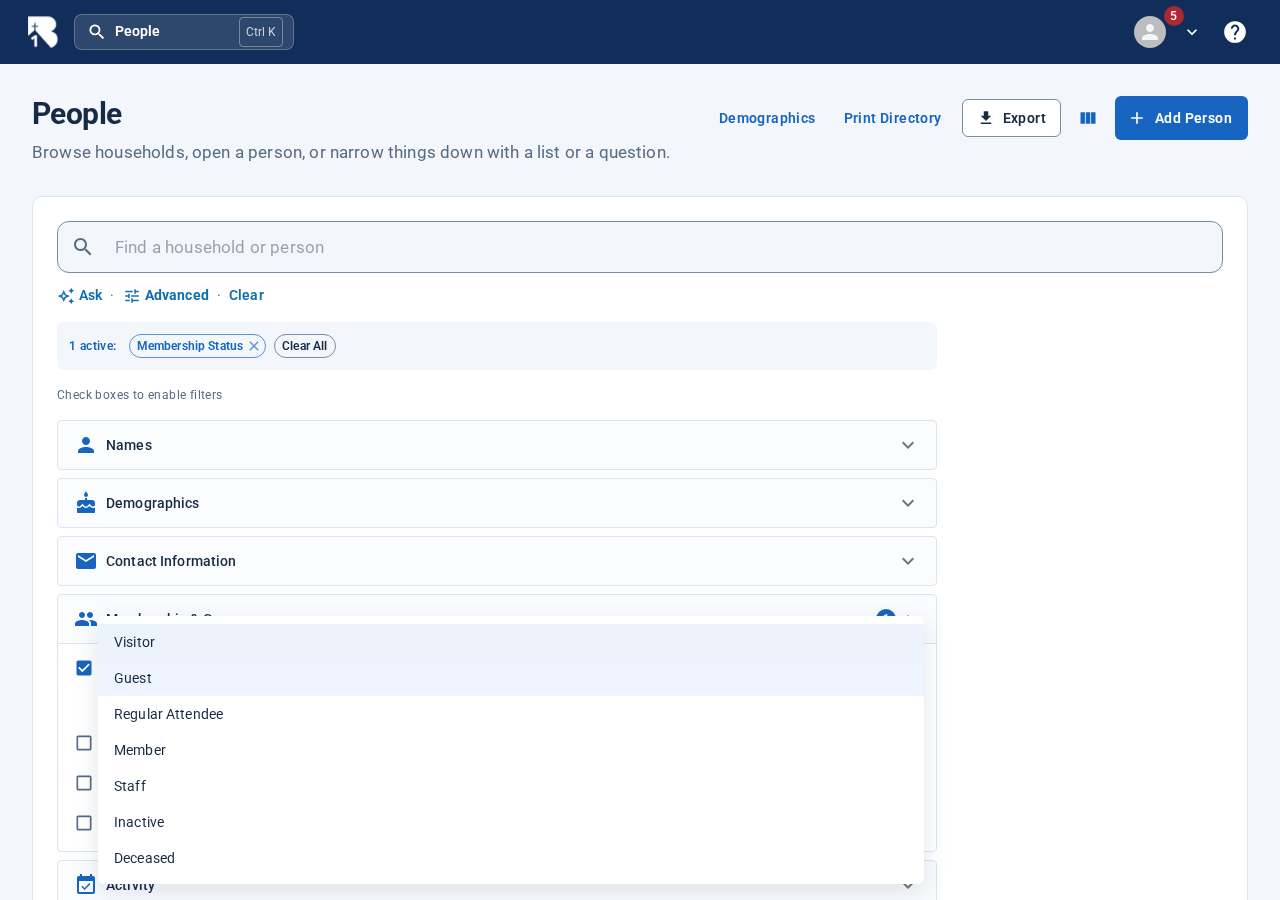 1
People
Ctrl K
5
People
Demographics
Print Directory
Export
Add Person
Browse households, open a person, or narrow things down with a list or a question.
Find a household or person
Ask · Advanced · Clear
1 active: Membership Status Clear All
Check boxes to enable filters
Names
Demographics
Contact Information
Visitor
Guest
Regular Attendee
Member
Staff
Inactive
Deceased
Activity